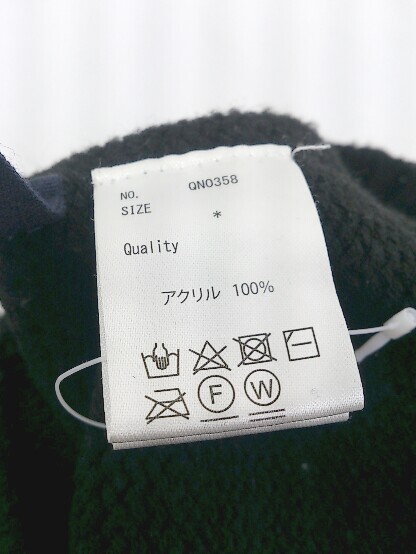 NO. QN0358
SIZE *
Quality
アクリル 100%
F W